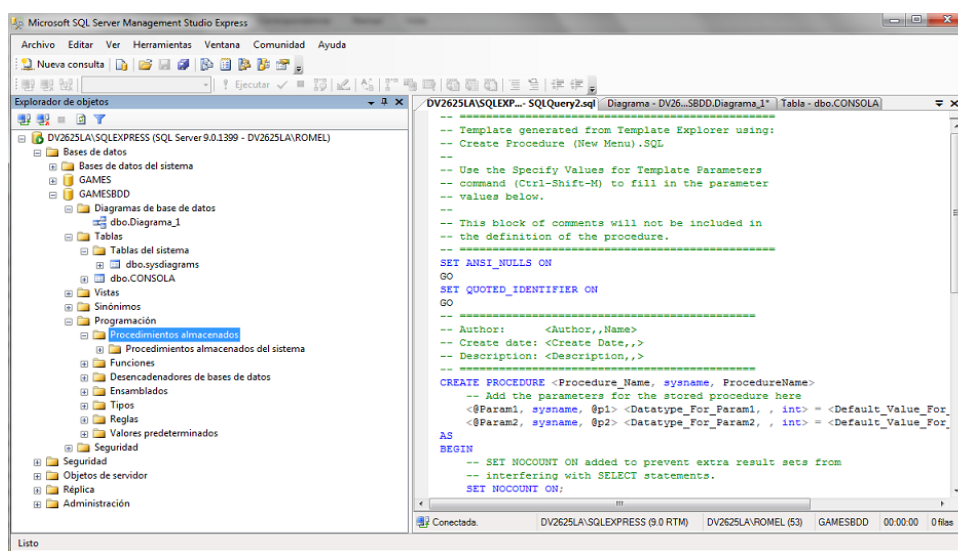 Microsoft SQL Server Management Studio Express
Archivo Editar Ver Herramientas Ventana Comunidad Ayuda
Nueva consulta
Ejecutar
Explorador de objetos
DV2625LA\SQLEXPRESS (SQL Server 9.0.1399 - DV2625LA\ROMEL)
Bases de datos
Bases de datos del sistema
GAMES
GAMESBDD
Diagramas de base de datos
dbo.Diagrama_1
Tablas
Tablas del sistema
dbo.sysdiagrams
dbo.CONSOLA
Vistas
Sinónimos
Programación
Procedimientos almacenados
Procedimientos almacenados del sistema
Funciones
Desencadenadores de bases de datos
Ensamblados
Tipos
Reglas
Valores predeterminados
Seguridad
Seguridad
Objetos de servidor
Réplica
Administración
DV2625LA\SQLEXP...- SQLQuery2.sql Diagrama - DV26...SBDD.Diagrama_1* Tabla - dbo.CONSOLA
-- ================================================
-- Template generated from Template Explorer using:
-- Create Procedure (New Menu).SQL
--
-- Use the Specify Values for Template Parameters
-- command (Ctrl-Shift-M) to fill in the parameter
-- values below.
--
-- This block of comments will not be included in
-- the definition of the procedure.
-- ================================================
SET ANSI_NULLS ON
GO
SET QUOTED_IDENTIFIER ON
GO
-- =============================================
-- Author: <Author,,Name>
-- Create date: <Create Date,,>
-- Description: <Description,,>
-- =============================================
CREATE PROCEDURE <Procedure_Name, sysname, ProcedureName>
-- Add the parameters for the stored procedure here
<@Param1, sysname, @p1> <Datatype_For_Param1, , int> = <Default_Value_For_
<@Param2, sysname, @p2> <Datatype_For_Param2, , int> = <Default_Value_For_
AS
BEGIN
-- SET NOCOUNT ON added to prevent extra result sets from
-- interfering with SELECT statements.
SET NOCOUNT ON;
Conectada. DV2625LA\SQLEXPRESS (9.0 RTM) DV2625LA\ROMEL (53) GAMESBDD 00:00:00 0 filas
Listo